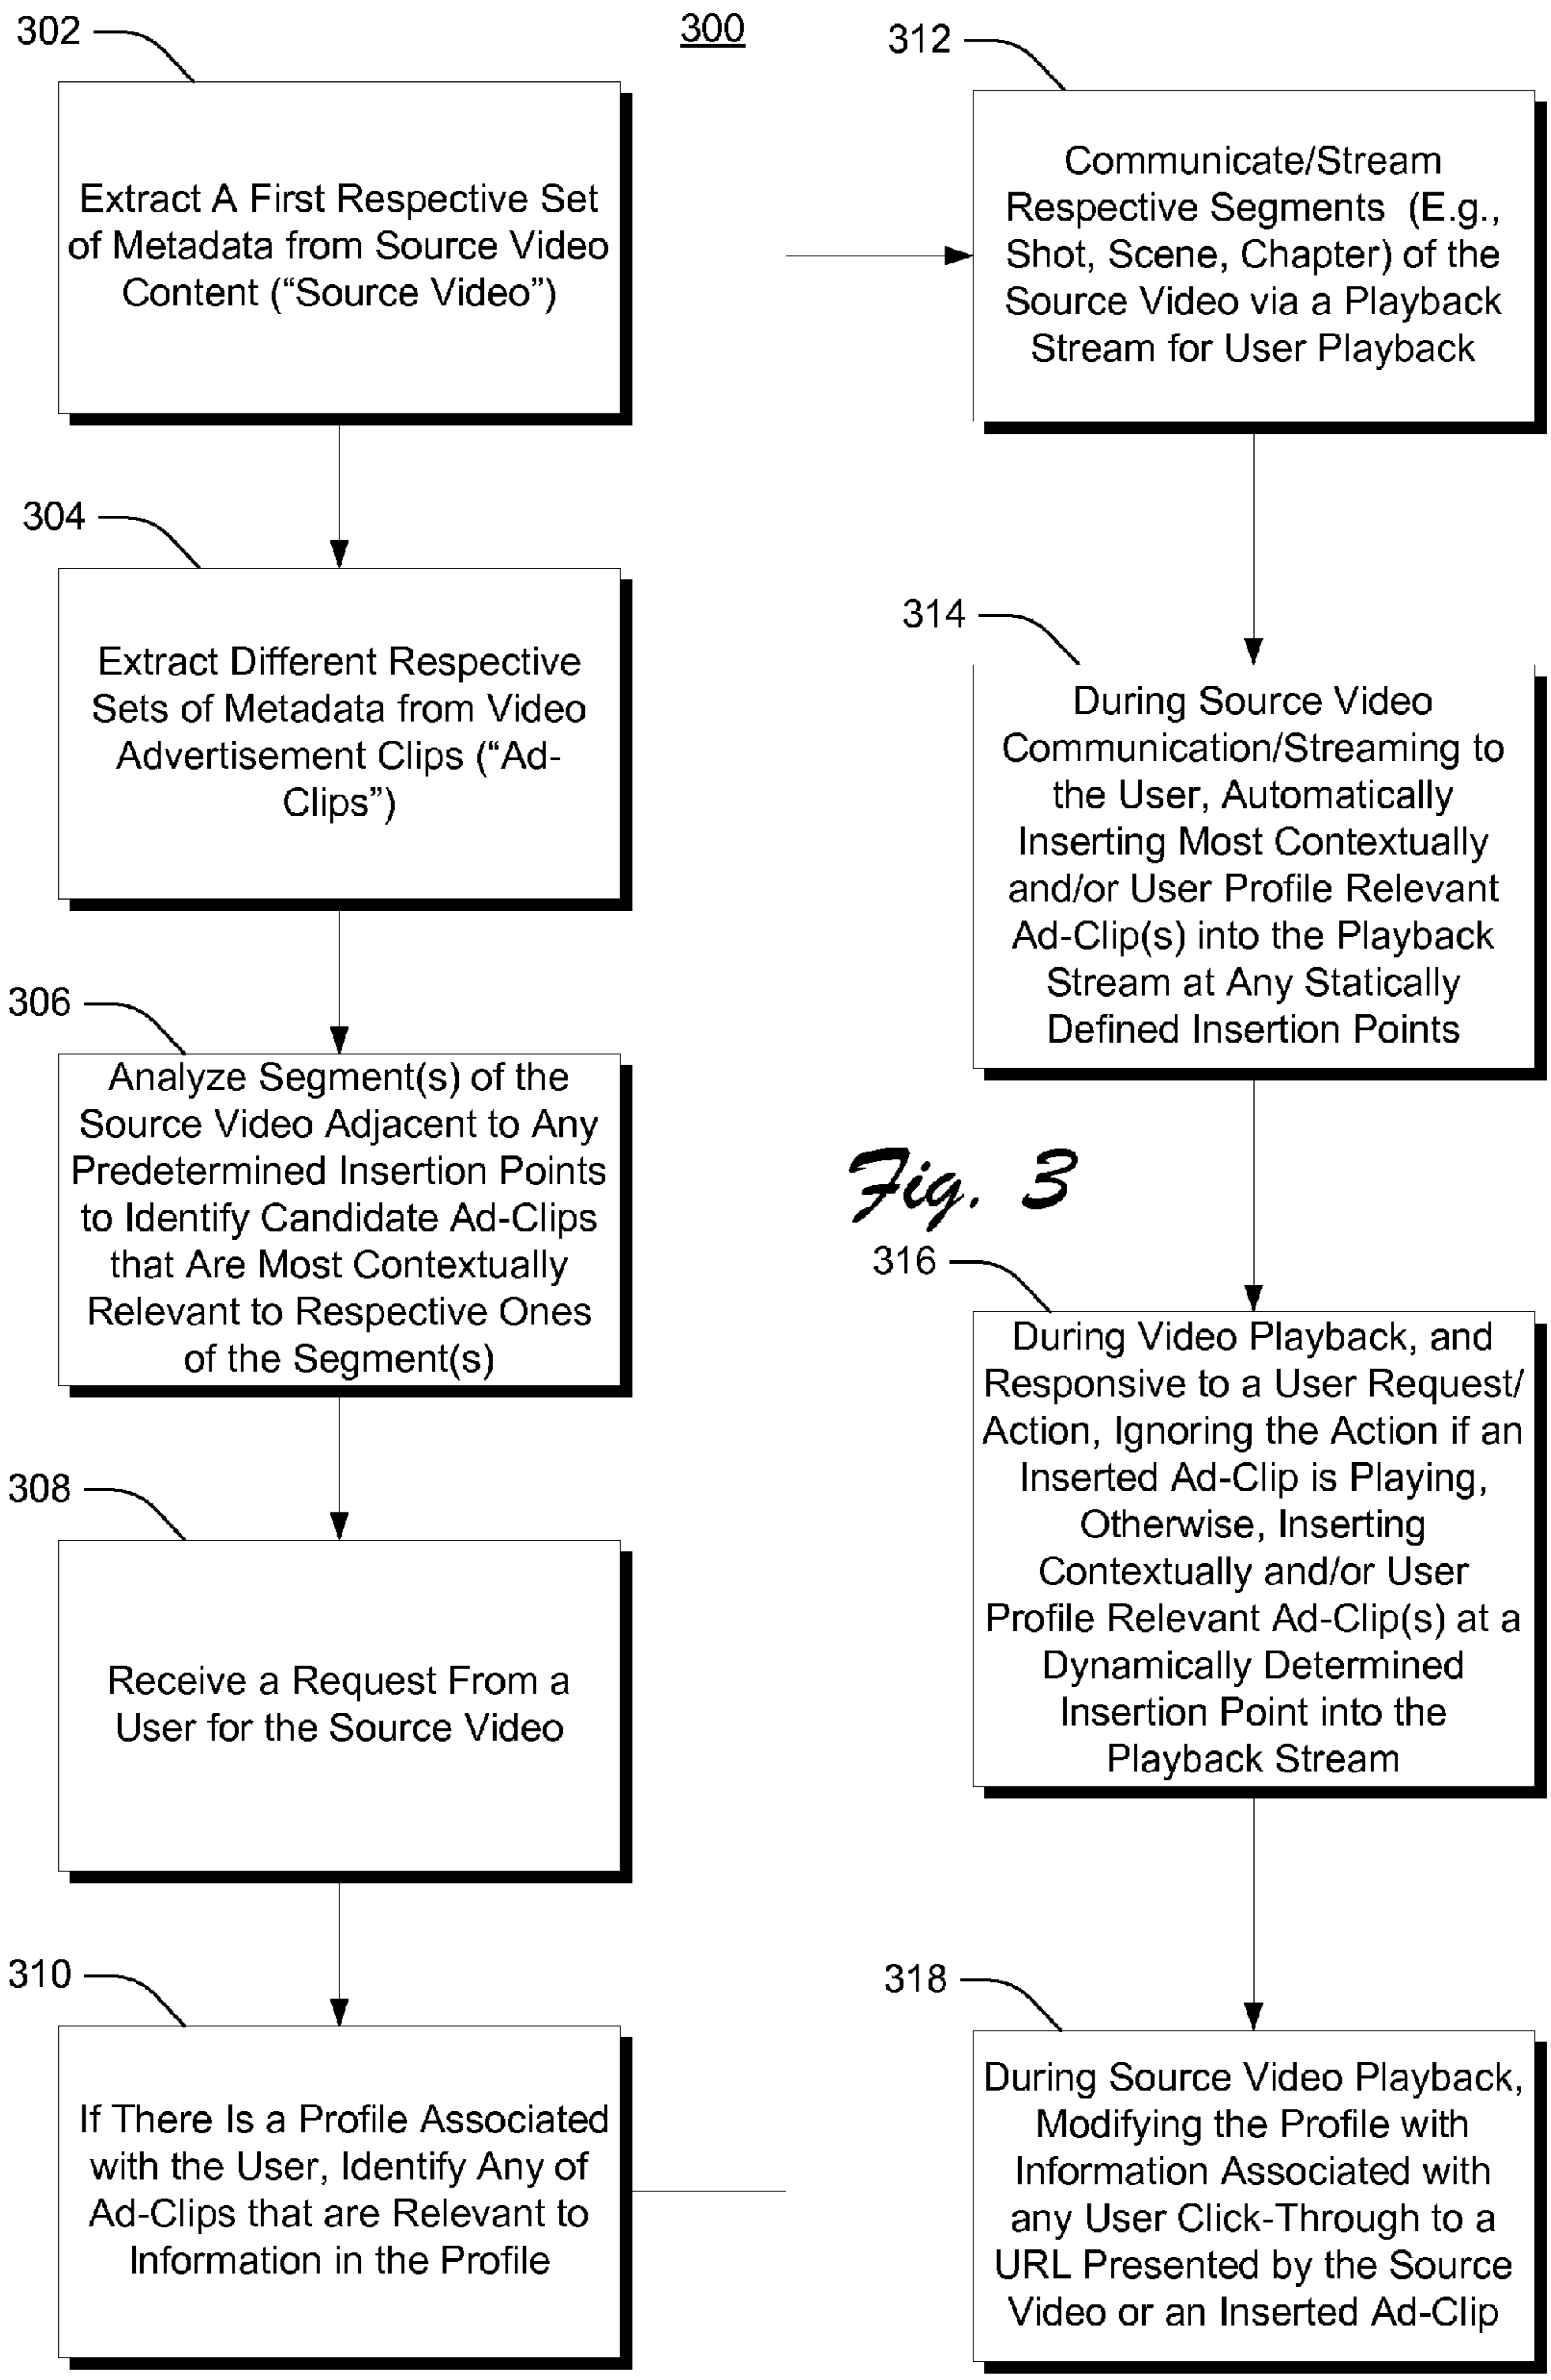 300
302
Extract A First Respective Set
of Metadata from Source Video
Content (“Source Video”)
304
Extract Different Respective
Sets of Metadata from Video
Advertisement Clips (“Ad-
Clips”)
306
Analyze Segment(s) of the
Source Video Adjacent to Any
Predetermined Insertion Points
to Identify Candidate Ad-Clips
that Are Most Contextually
Relevant to Respective Ones
of the Segment(s)
308
Receive a Request From a
User for the Source Video
310
If There Is a Profile Associated
with the User, Identify Any of
Ad-Clips that are Relevant to
Information in the Profile
312
Communicate/Stream
Respective Segments (E.g.,
Shot, Scene, Chapter) of the
Source Video via a Playback
Stream for User Playback
314
During Source Video
Communication/Streaming to
the User, Automatically
Inserting Most Contextually
and/or User Profile Relevant
Ad-Clip(s) into the Playback
Stream at Any Statically
Defined Insertion Points
Fig. 3
316
During Video Playback, and
Responsive to a User Request/
Action, Ignoring the Action if an
Inserted Ad-Clip is Playing,
Otherwise, Inserting
Contextually and/or User
Profile Relevant Ad-Clip(s) at a
Dynamically Determined
Insertion Point into the
Playback Stream
318
During Source Video Playback,
Modifying the Profile with
Information Associated with
any User Click-Through to a
URL Presented by the Source
Video or an Inserted Ad-Clip